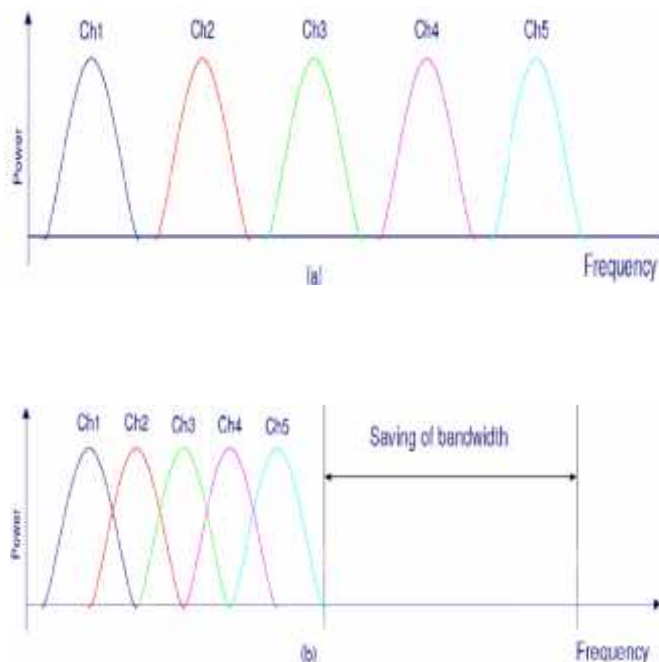 Ch1 Ch2 Ch3 Ch4 Ch5
Power
Frequency
(a)
Ch1 Ch2 Ch3 Ch4 Ch5
Saving of bandwidth
Power
(b)
Frequency